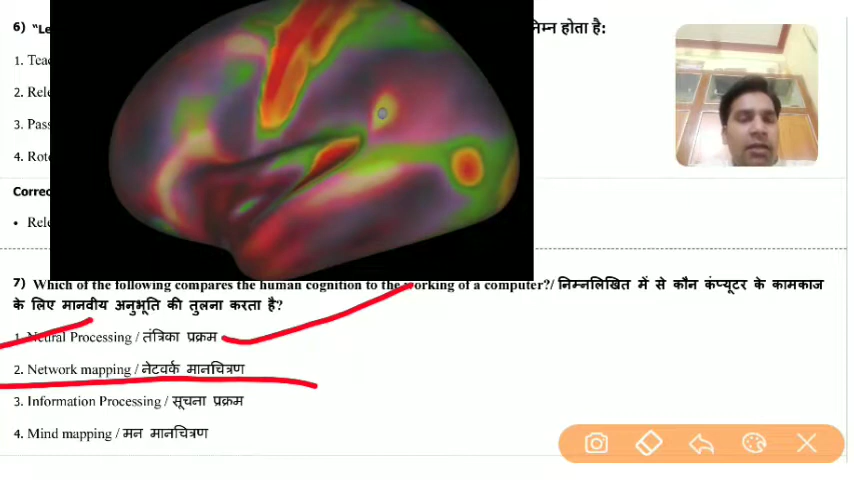 6) "Le
निम्न होता है:
1. Teac
2. Rele
3. Pass
4. Rote
Correc
• Rele
7) Which of the following compares the human cognition to the working of a computer?/ निम्नलिखित में से कौन कंप्यूटर के कामकाज
के लिए मानवीय अनुभूति की तुलना करता है?
1. Neural Processing / तंत्रिका प्रक्रम
2. Network mapping / नेटवर्क मानचित्रण
3. Information Processing / सूचना प्रक्रम
4. Mind mapping / मन मानचित्रण